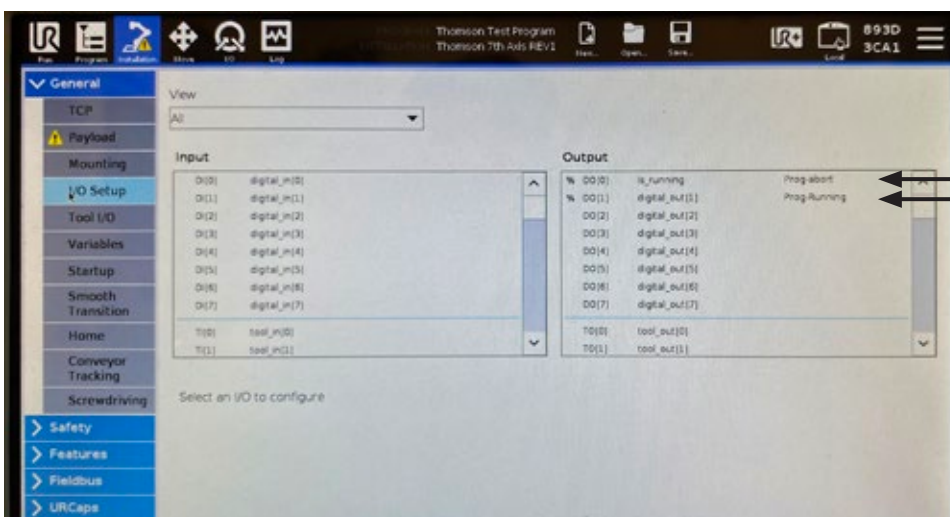 Thomson Test Program
Thomson 7th Axis REV1
Run
Program
Installation
Move
I/O
Log
New...
Open...
Save...
UR+
Local
893D
3CA1
General
TCP
Payload
Mounting
I/O Setup
Tool I/O
Variables
Startup
Smooth
Transition
Home
Conveyor
Tracking
Screwdriving
Safety
Features
Fieldbus
URCaps
View
All
Input
DI[0] digital_in[0]
DI[1] digital_in[1]
DI[2] digital_in[2]
DI[3] digital_in[3]
DI[4] digital_in[4]
DI[5] digital_in[5]
DI[6] digital_in[6]
DI[7] digital_in[7]
TI[0] tool_in[0]
TI[1] tool_in[1]
Output
DO[0] is_running Prog-abort
DO[1] digital_out[1] Prog-Running
DO[2] digital_out[2]
DO[3] digital_out[3]
DO[4] digital_out[4]
DO[5] digital_out[5]
DO[6] digital_out[6]
DO[7] digital_out[7]
TO[0] tool_out[0]
TO[1] tool_out[1]
Select an I/O to configure